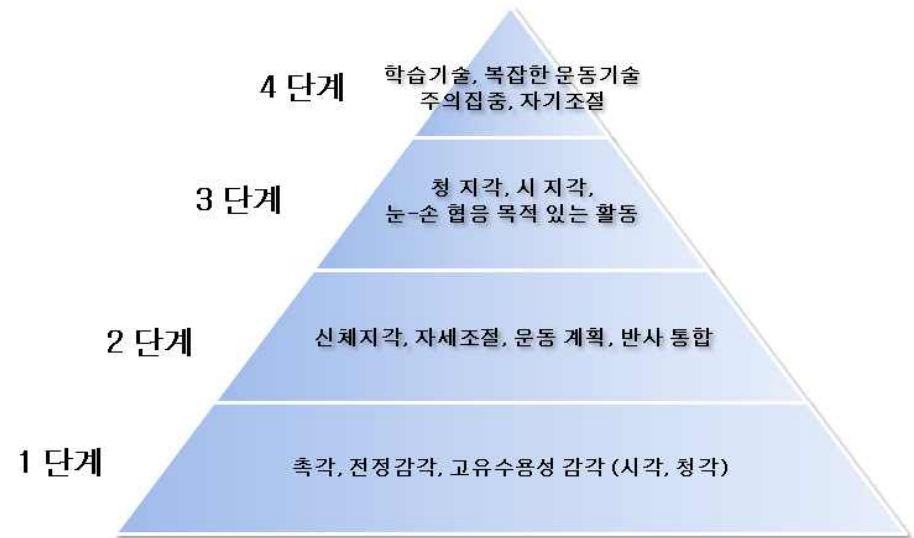 4 단계
학습기술, 복잡한 운동기술
주의집중, 자기조절
3 단계
청 지각, 시 지각,
눈-손 협응 목적 있는 활동
2 단계
신체지각, 자세조절, 운동 계획, 반사 통합
1 단계
촉각, 전정감각, 고유수용성 감각 (시각, 청각)